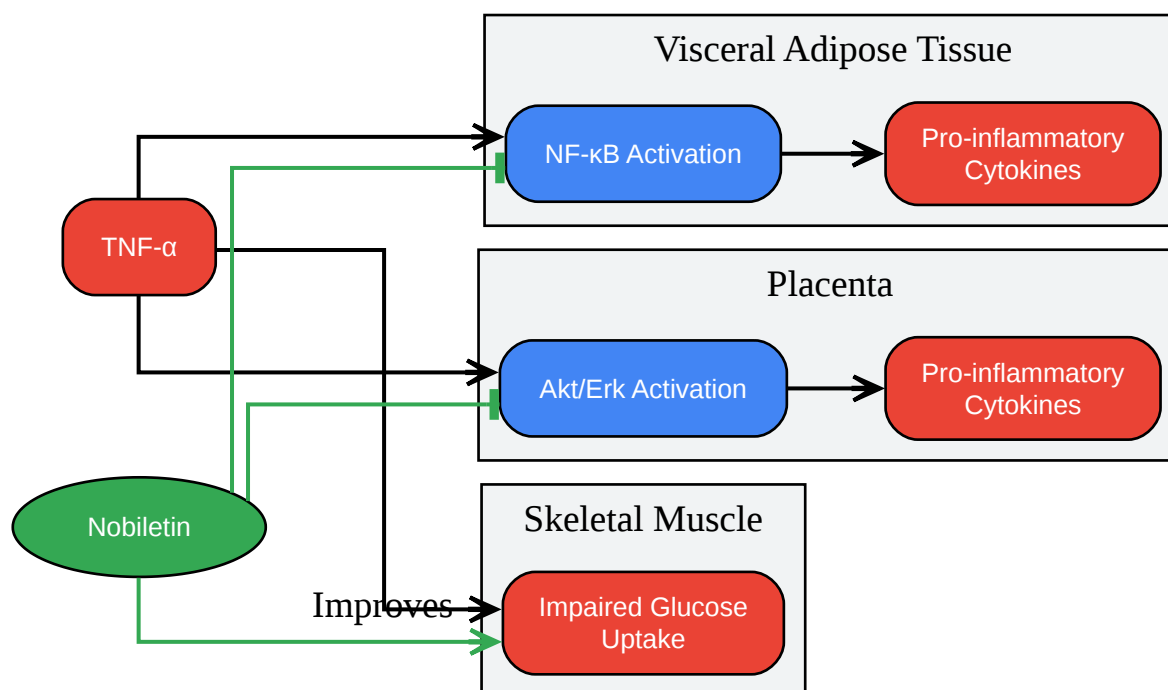 Visceral Adipose Tissue
NF-κB Activation
Pro-inflammatory
Cytokines
TNF-α
Placenta
Akt/Erk Activation
Pro-inflammatory
Cytokines
Nobiletin
Skeletal Muscle
Improves
Impaired Glucose
Uptake